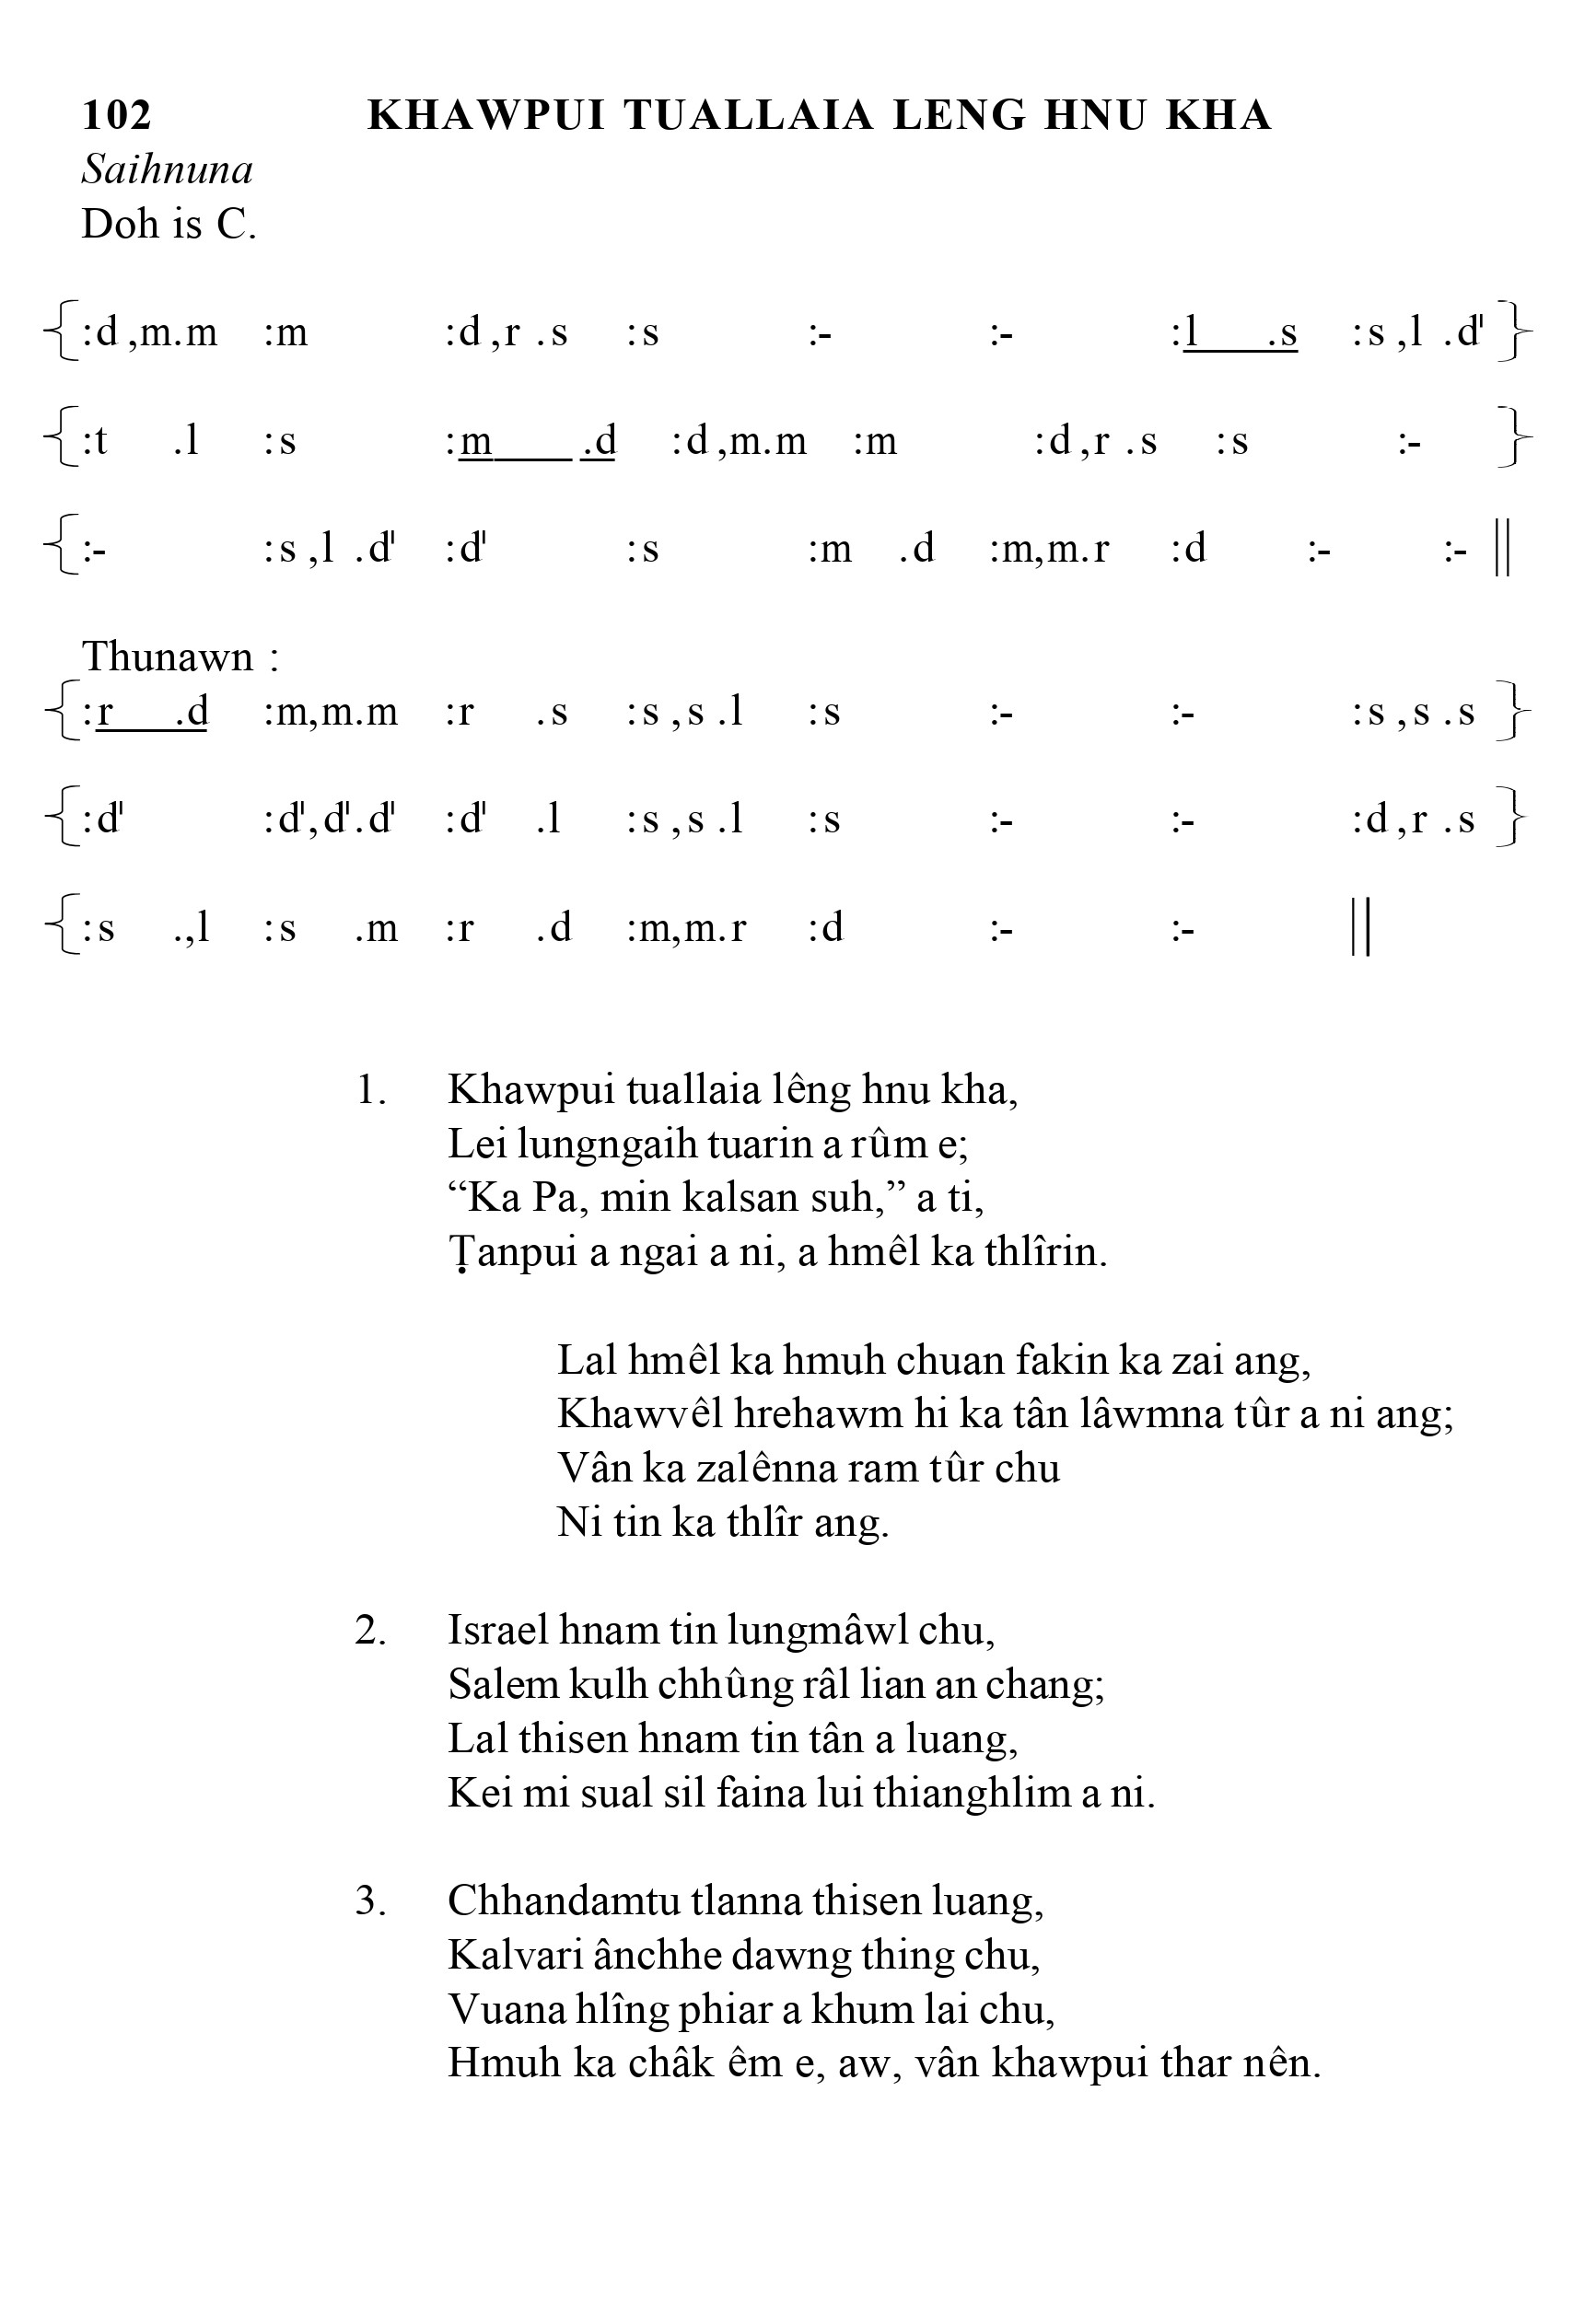 102 KHAWPUI TUALLAIA LENG HNU KHA
Saihnuna
Doh is C.
{:d ,m.m :m :d ,r .s :s :- :- :l .s :s ,l .d' }
{:t .l :s :m .d :d ,m.m :m :d ,r .s :s :- }
{:- :s ,l .d' :d' :s :m .d :m,m.r :d :- :- ||
Thunawn :
{:r .d :m,m.m :r .s :s ,s .l :s :- :- :s ,s .s }
{:d' :d',d'.d' :d' .l :s ,s .l :s :- :- :d ,r .s }
{:s .,l :s .m :r .d :m,m.r :d :- :- ||
1. Khawpui tuallaia lêng hnu kha,
Lei lungngaih tuarin a rûm e;
“Ka Pa, min kalsan suh,” a ti,
Ṭanpui a ngai a ni, a hmêl ka thlîrin.
Lal hmêl ka hmuh chuan fakin ka zai ang,
Khawvêl hrehawm hi ka tân lâwmna tûr a ni ang;
Vân ka zalênna ram tûr chu
Ni tin ka thlîr ang.
2. Israel hnam tin lungmâwl chu,
Salem kulh chhûng râl lian an chang;
Lal thisen hnam tin tân a luang,
Kei mi sual sil faina lui thianghlim a ni.
3. Chhandamtu tlanna thisen luang,
Kalvari ânchhe dawng thing chu,
Vuana hlîng phiar a khum lai chu,
Hmuh ka châk êm e, aw, vân khawpui thar nên.